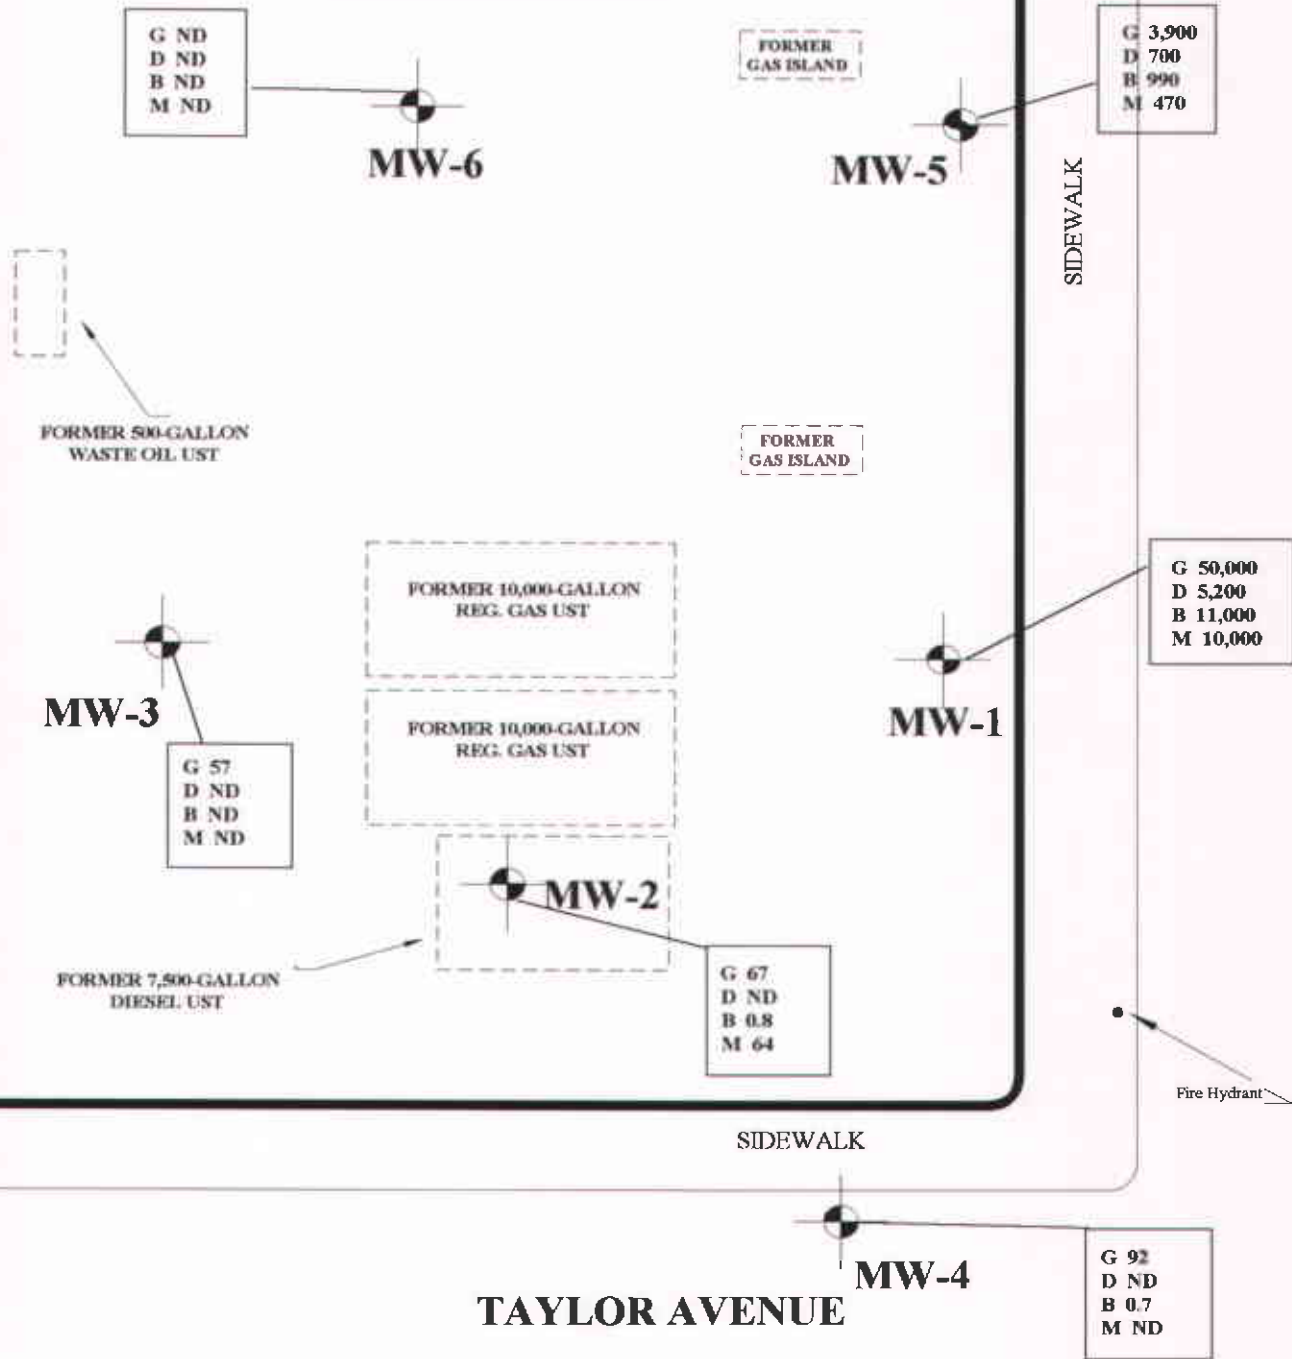 G ND
D ND
B ND
M ND
MW-6
FORMER
GAS ISLAND
G 3,900
D 700
B 990
M 470
MW-5
SIDEWALK
FORMER 500-GALLON
WASTE OIL UST
FORMER
GAS ISLAND
FORMER 10,000-GALLON
REG. GAS UST
G 50,000
D 5,200
B 11,000
M 10,000
MW-3
FORMER 10,000-GALLON
REG. GAS UST
MW-1
G 57
D ND
B ND
M ND
MW-2
FORMER 7,500-GALLON
DIESEL UST
G 67
D ND
B 0.8
M 64
Fire Hydrant
SIDEWALK
MW-4
G 92
D ND
B 0.7
M ND
TAYLOR AVENUE